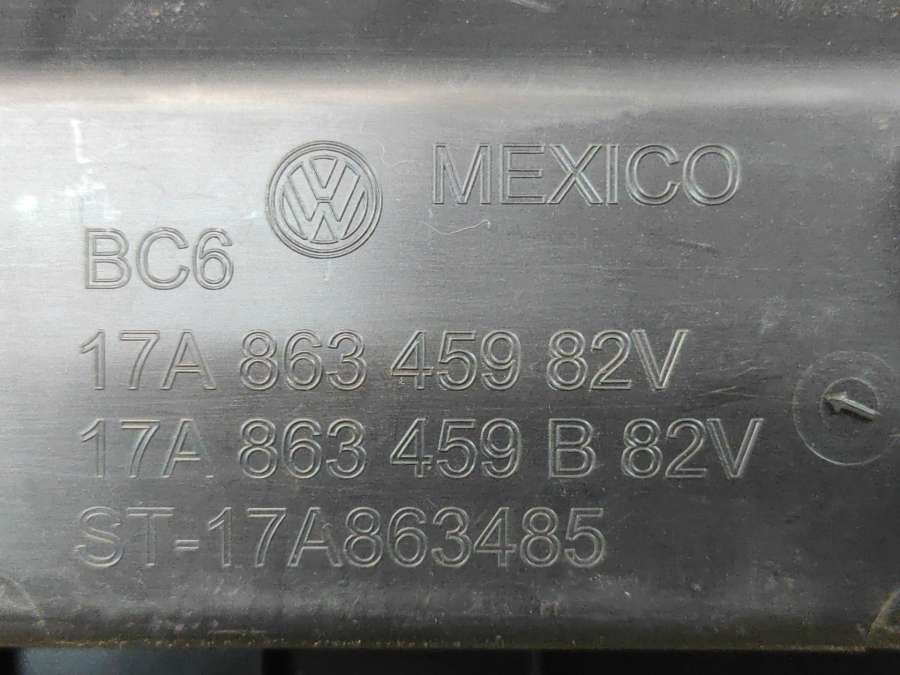 MEXICO
BC6
17A 863 459 82V
17A 863 459 B 82V
ST-17A863485